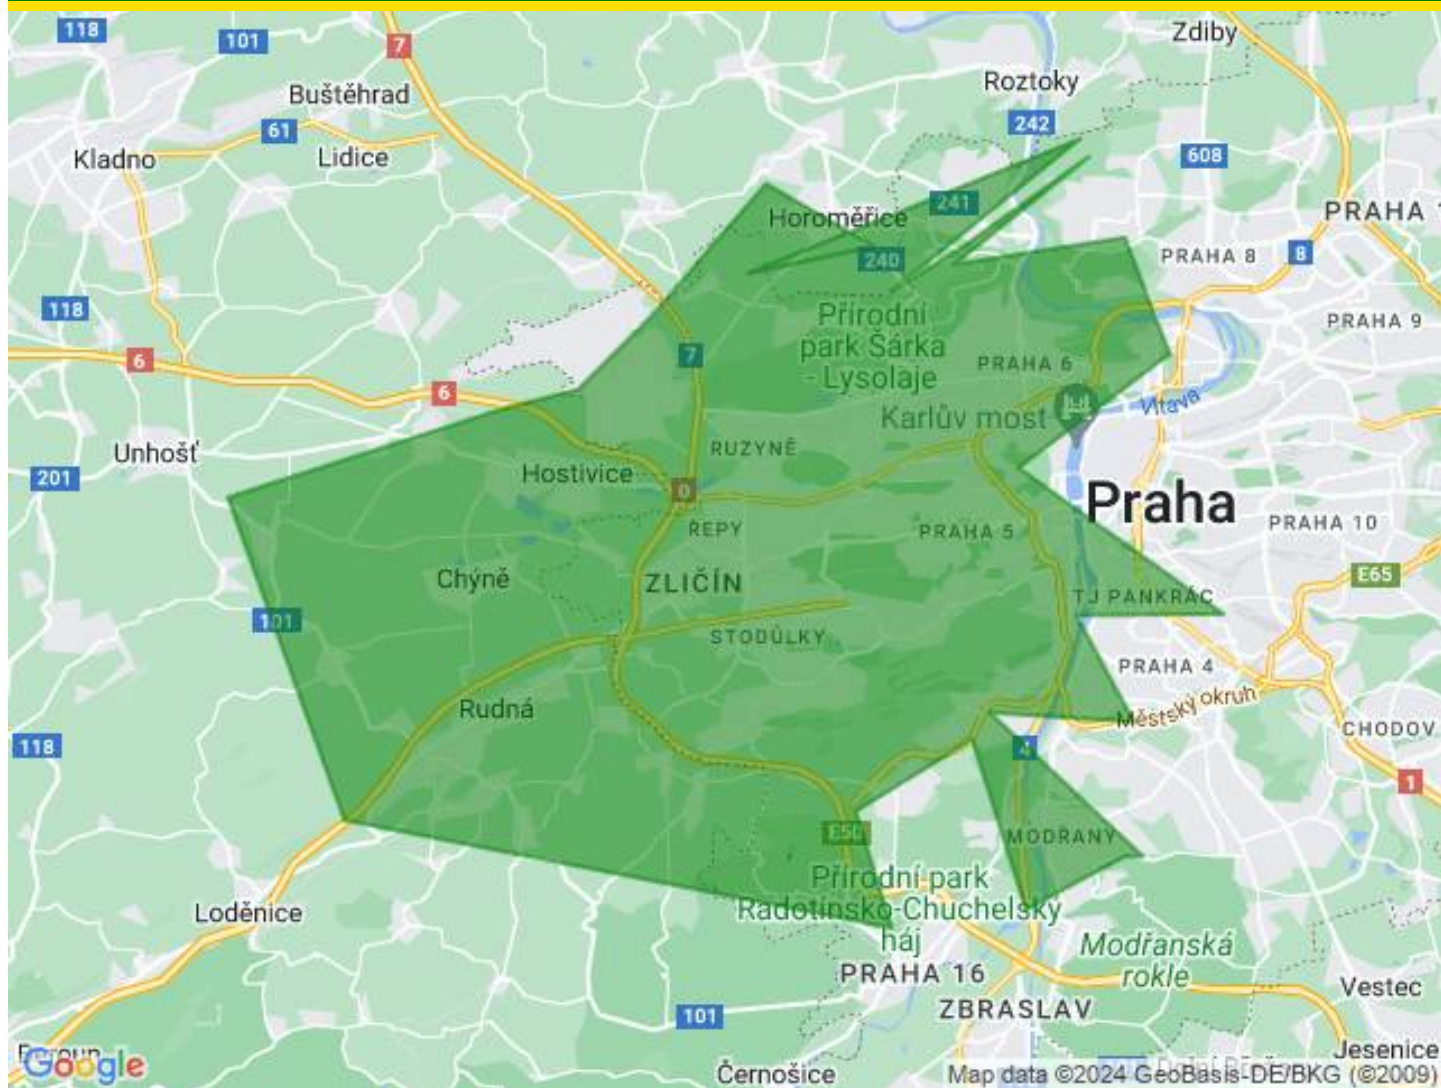 118
101
7
Zdiby
Roztoky
Buštěhrad
242
61
Kladno
Lidice
608
241
PRAHA 1
Horoměřice
240
PRAHA 8
8
118
Přírodní
park Šárka
- Lysolaje
PRAHA 9
6
7
PRAHA 6
6
Karlův most
Vltava
Unhošť
RUZYNĚ
201
Hostivice
0
Praha
ŘEPY
PRAHA 5
PRAHA 10
Chýně
ZLIČÍN
E65
TJ PANKRÁC
101
STODŮLKY
PRAHA 4
Rudná
Městský okruh
CHODOV
118
4
1
E50
MODŘANY
Přírodní park
Radotínsko-Chuchelský
háj
Loděnice
Modřanská
rokle
PRAHA 16
Vestec
ZBRASLAV
101
Jesenice
Google
Černošice
Map data ©2024 GeoBasis-DE/BKG (©2009)